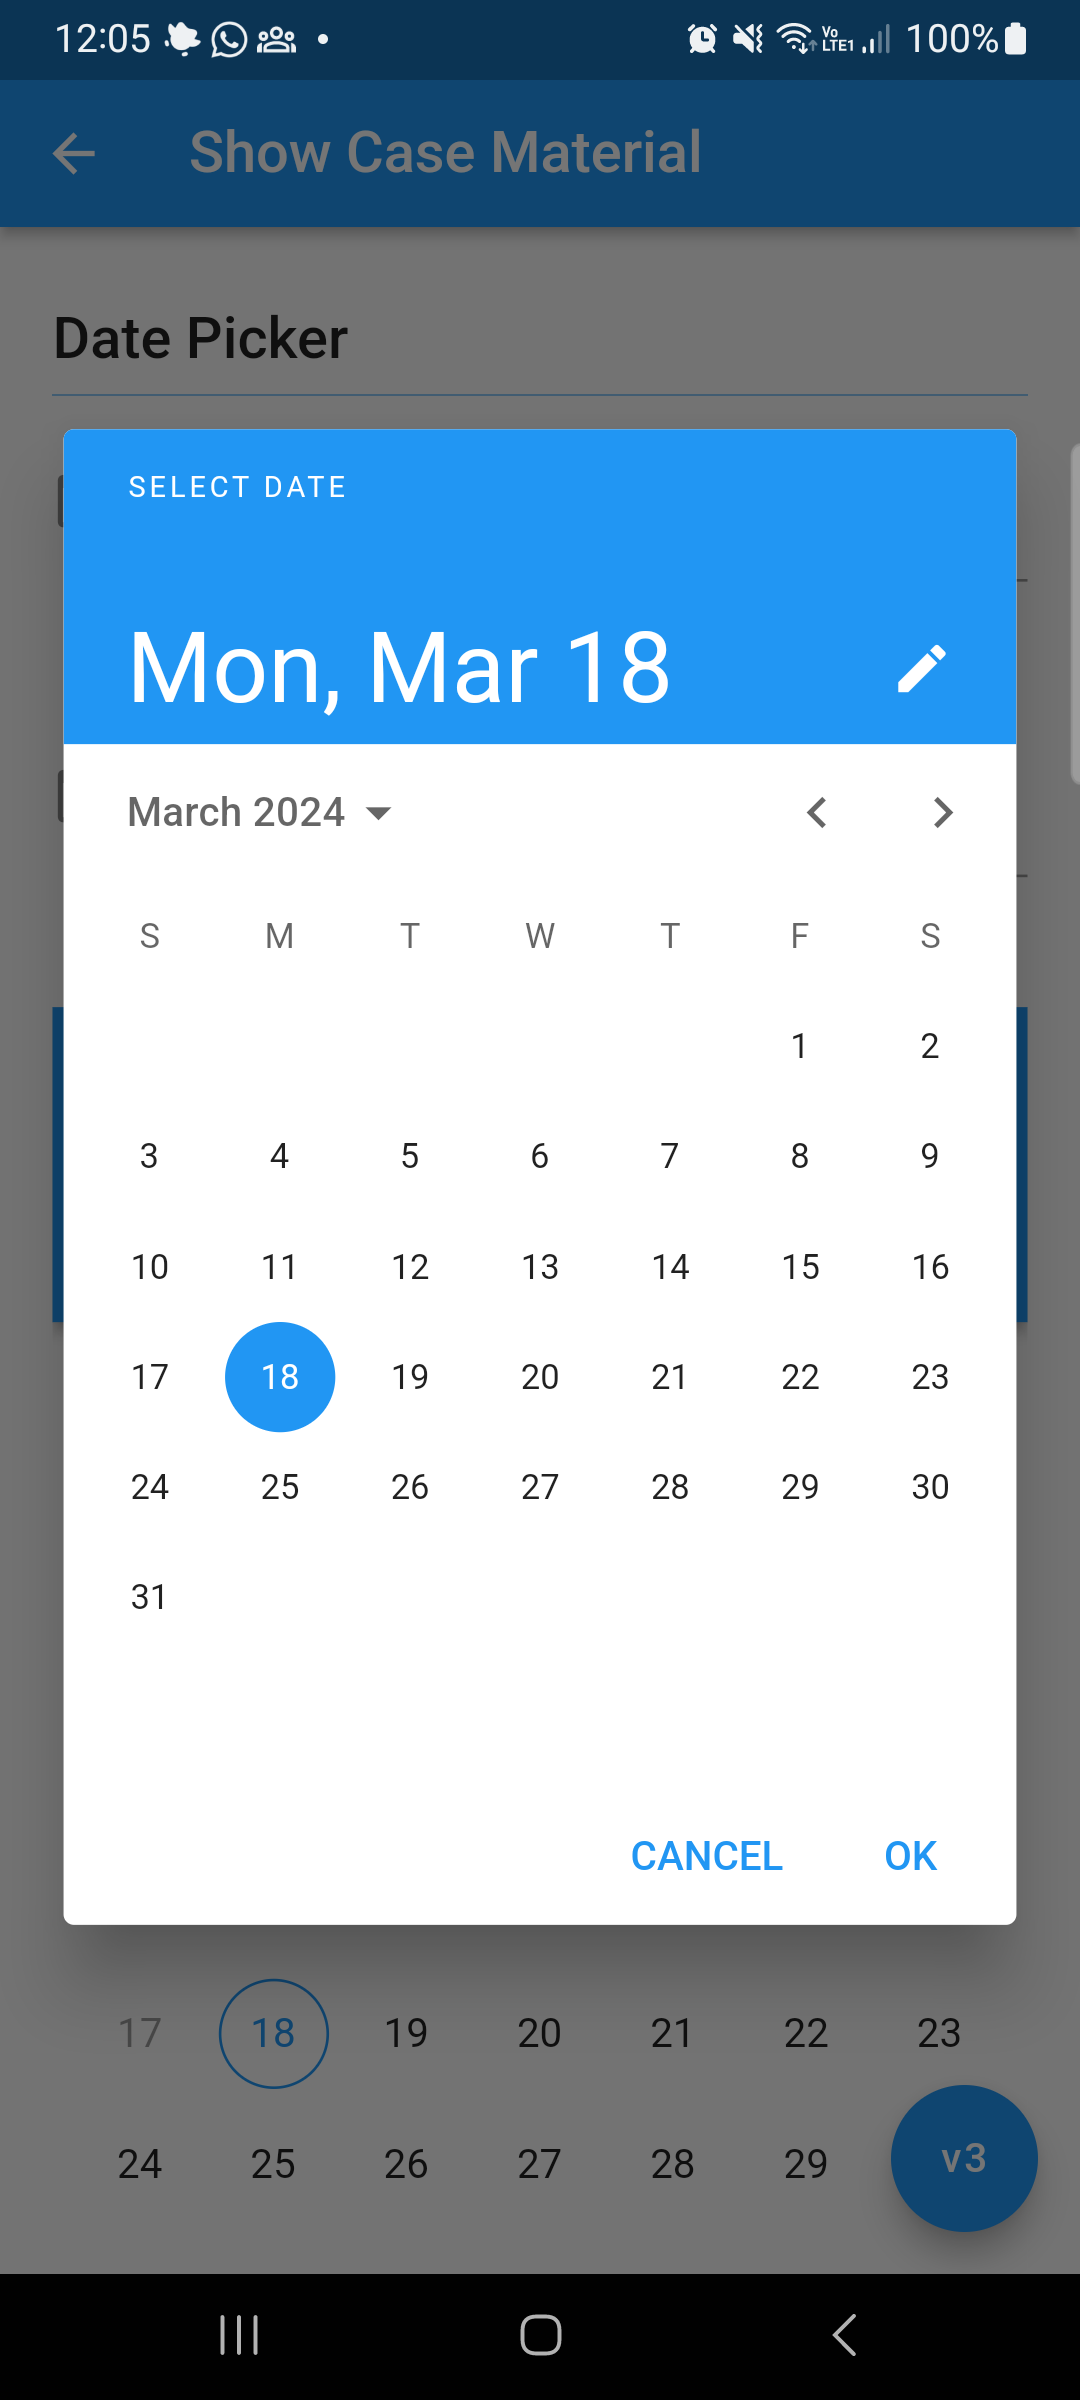 12:05 Vo LTE1 100%
Show Case Material
Date Picker
SELECT DATE
Mon, Mar 18
March 2024
S M T W T F S
1 2
3 4 5 6 7 8 9
10 11 12 13 14 15 16
17 18 19 20 21 22 23
24 25 26 27 28 29 30
31
CANCEL OK
17 18 19 20 21 22 23
24 25 26 27 28 29
v3